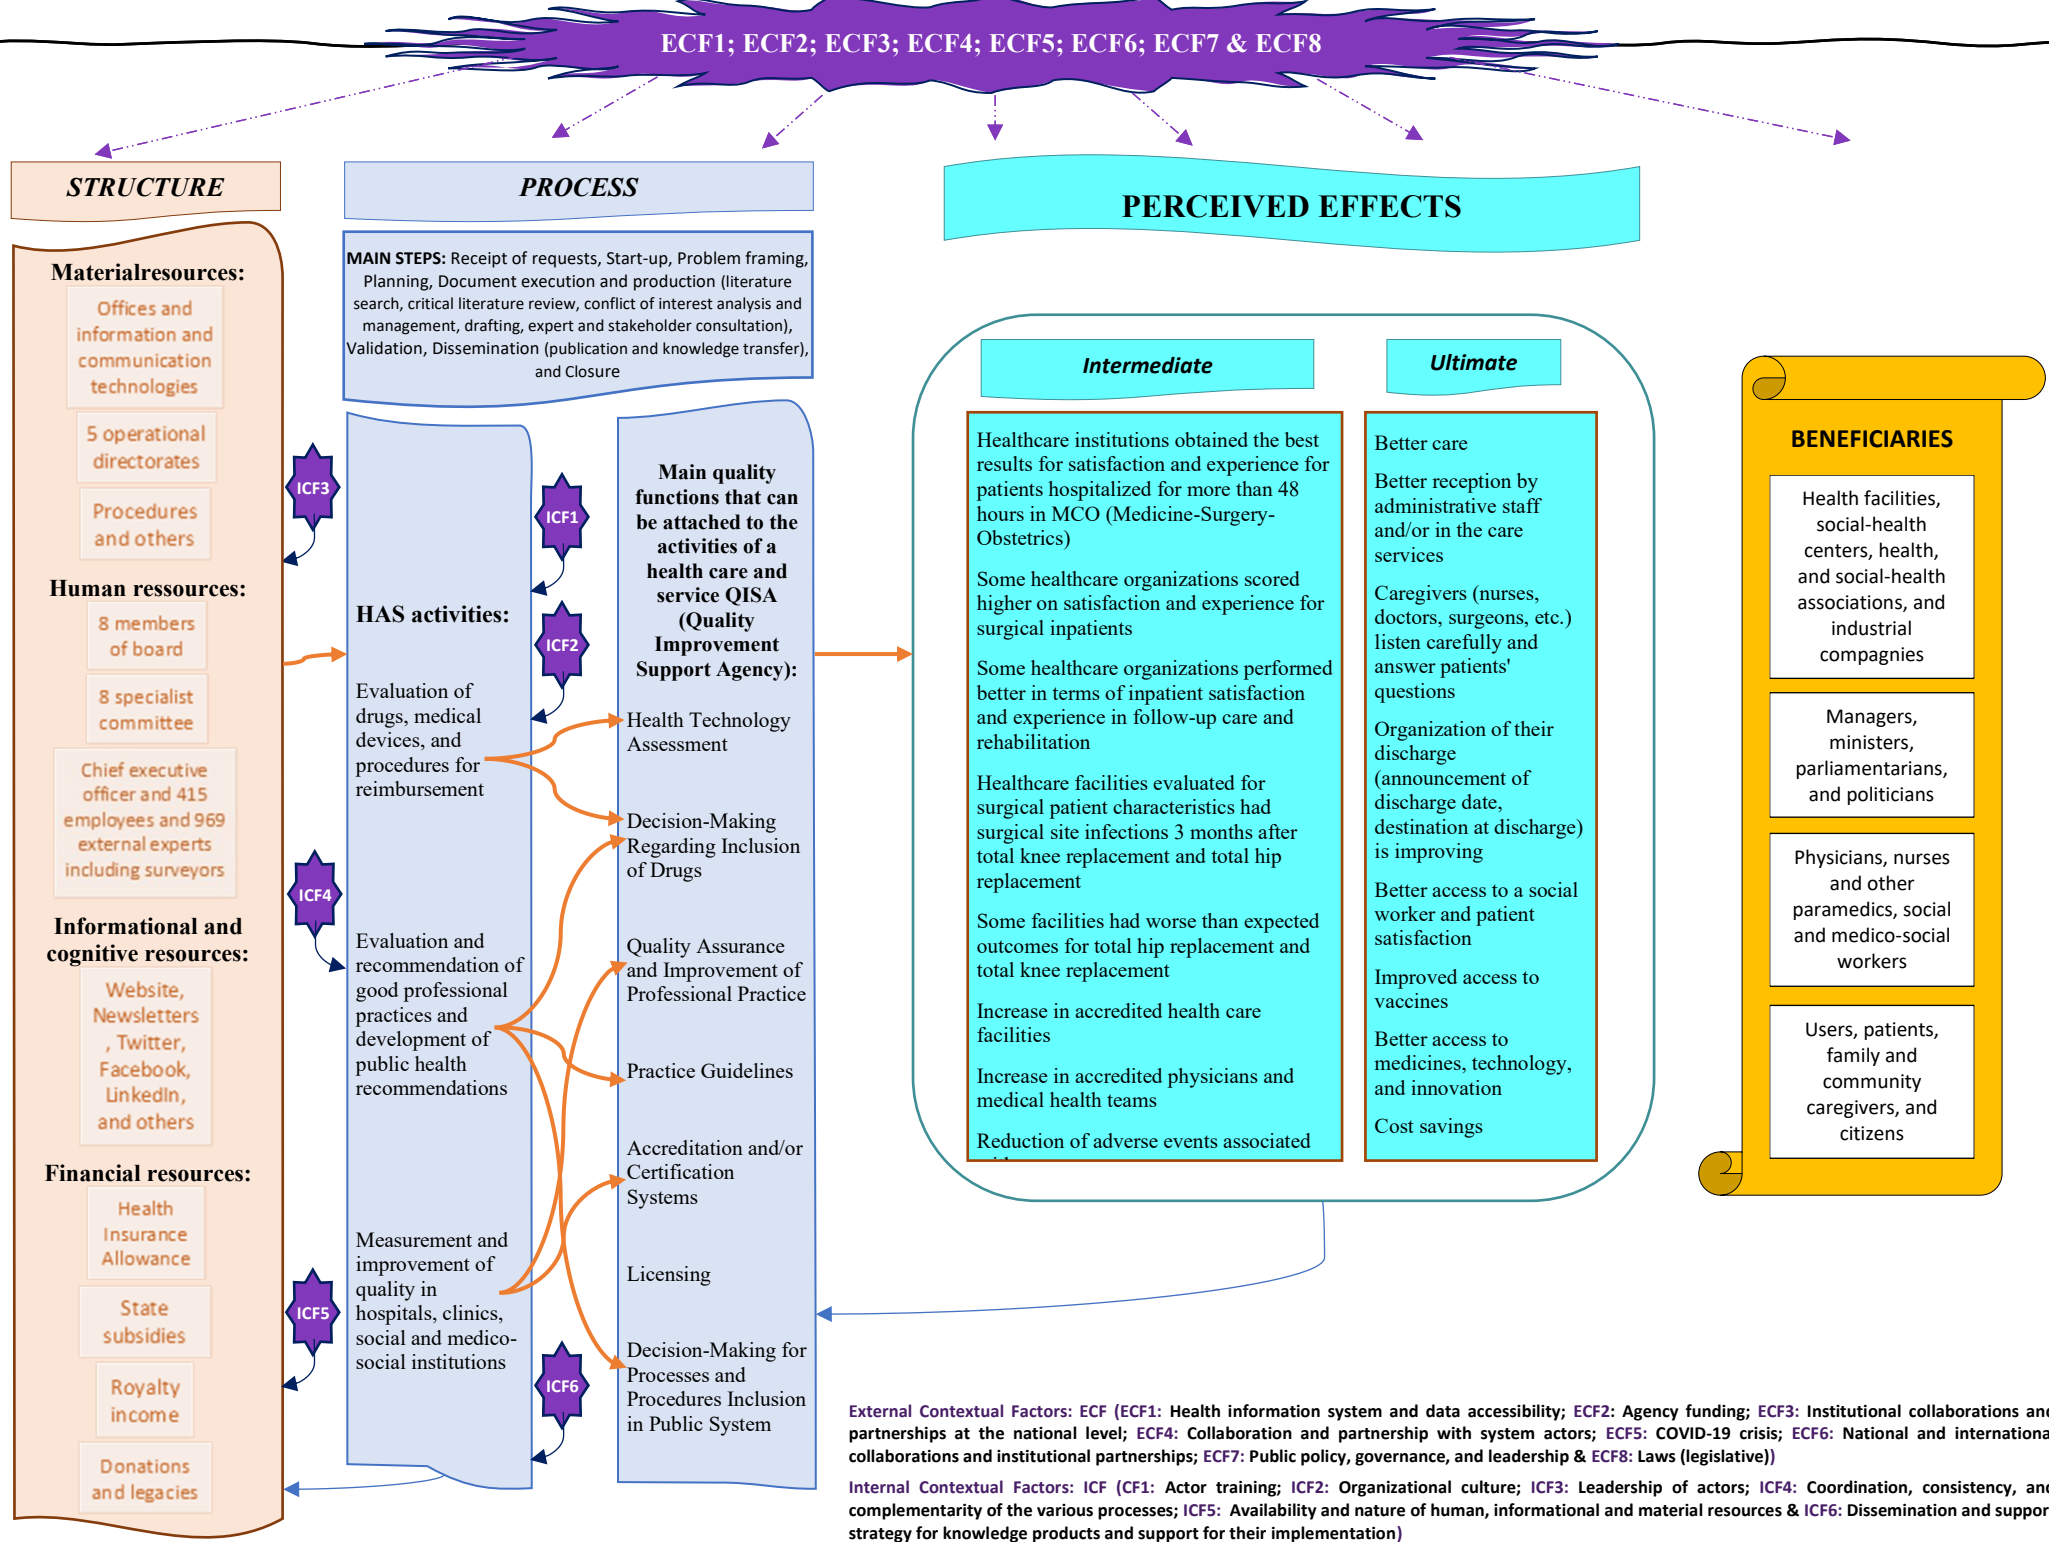 ECF1; ECF2; ECF3; ECF4; ECF5; ECF6; ECF7 & ECF8
STRUCTURE
Materialresources:
Offices and
information and
communication
technologies
5 operational
directorates
Procedures
and others
Human ressources:
8 members
of board
8 specialist
committee
Chief executive
officer and 415
employees and 969
external experts
including surveyors
Informational and
cognitive resources:
Website,
Newsletters
, Twitter,
Facebook,
LinkedIn,
and others
Financial resources:
Health
Insurance
Allowance
State
subsidies
Royalty
income
Donations
and legacies
ICF3
ICF4
ICF5
PROCESS
MAIN STEPS: Receipt of requests, Start-up, Problem framing,
Planning, Document execution and production (literature
search, critical literature review, conflict of interest analysis and
management, drafting, expert and stakeholder consultation),
Validation, Dissemination (publication and knowledge transfer),
and Closure
HAS activities:
Evaluation of
drugs, medical
devices, and
procedures for
reimbursement
Evaluation and
recommendation of
good professional
practices and
development of
public health
recommendations
Measurement and
improvement of
quality in
hospitals, clinics,
social and medico-
social institutions
ICF1
ICF2
ICF6
Main quality
functions that can
be attached to the
activities of a
health care and
service QISA
(Quality
Improvement
Support Agency):
Health Technology
Assessment
Decision-Making
Regarding Inclusion
of Drugs
Quality Assurance
and Improvement of
Professional Practice
Practice Guidelines
Accreditation and/or
Certification
Systems
Licensing
Decision-Making for
Processes and
Procedures Inclusion
in Public System
PERCEIVED EFFECTS
Intermediate
Healthcare institutions obtained the best
results for satisfaction and experience for
patients hospitalized for more than 48
hours in MCO (Medicine-Surgery-
Obstetrics)
Some healthcare organizations scored
higher on satisfaction and experience for
surgical inpatients
Some healthcare organizations performed
better in terms of inpatient satisfaction
and experience in follow-up care and
rehabilitation
Healthcare facilities evaluated for
surgical patient characteristics had
surgical site infections 3 months after
total knee replacement and total hip
replacement
Some facilities had worse than expected
outcomes for total hip replacement and
total knee replacement
Increase in accredited health care
facilities
Increase in accredited physicians and
medical health teams
Reduction of adverse events associated
Ultimate
Better care
Better reception by
administrative staff
and/or in the care
services
Caregivers (nurses,
doctors, surgeons, etc.)
listen carefully and
answer patients'
questions
Organization of their
discharge
(announcement of
discharge date,
destination at discharge)
is improving
Better access to a social
worker and patient
satisfaction
Improved access to
vaccines
Better access to
medicines, technology,
and innovation
Cost savings
BENEFICIARIES
Health facilities,
social-health
centers, health,
and social-health
associations, and
industrial
compagnies
Managers,
ministers,
parliamentarians,
and politicians
Physicians, nurses
and other
paramedics, social
and medico-social
workers
Users, patients,
family and
community
caregivers, and
citizens
External Contextual Factors: ECF (ECF1: Health information system and data accessibility; ECF2: Agency funding; ECF3: Institutional collaborations and
partnerships at the national level; ECF4: Collaboration and partnership with system actors; ECF5: COVID-19 crisis; ECF6: National and international
collaborations and institutional partnerships; ECF7: Public policy, governance, and leadership & ECF8: Laws (legislative))
Internal Contextual Factors: ICF (CF1: Actor training; ICF2: Organizational culture; ICF3: Leadership of actors; ICF4: Coordination, consistency, and
complementarity of the various processes; ICF5: Availability and nature of human, informational and material resources & ICF6: Dissemination and support
strategy for knowledge products and support for their implementation)